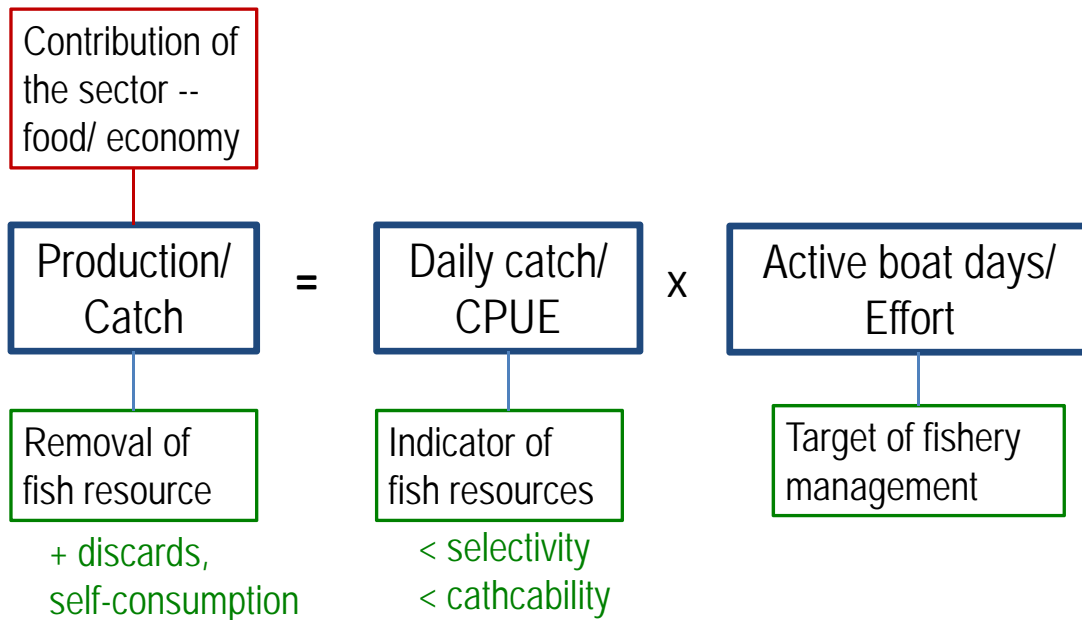 Contribution of
the sector --
food/ economy
Production/
Catch
=
Daily catch/
CPUE
x
Active boat days/
Effort
Removal of
fish resource
+ discards,
self-consumption
Indicator of
fish resources
< selectivity
< cathcability
Target of fishery
management